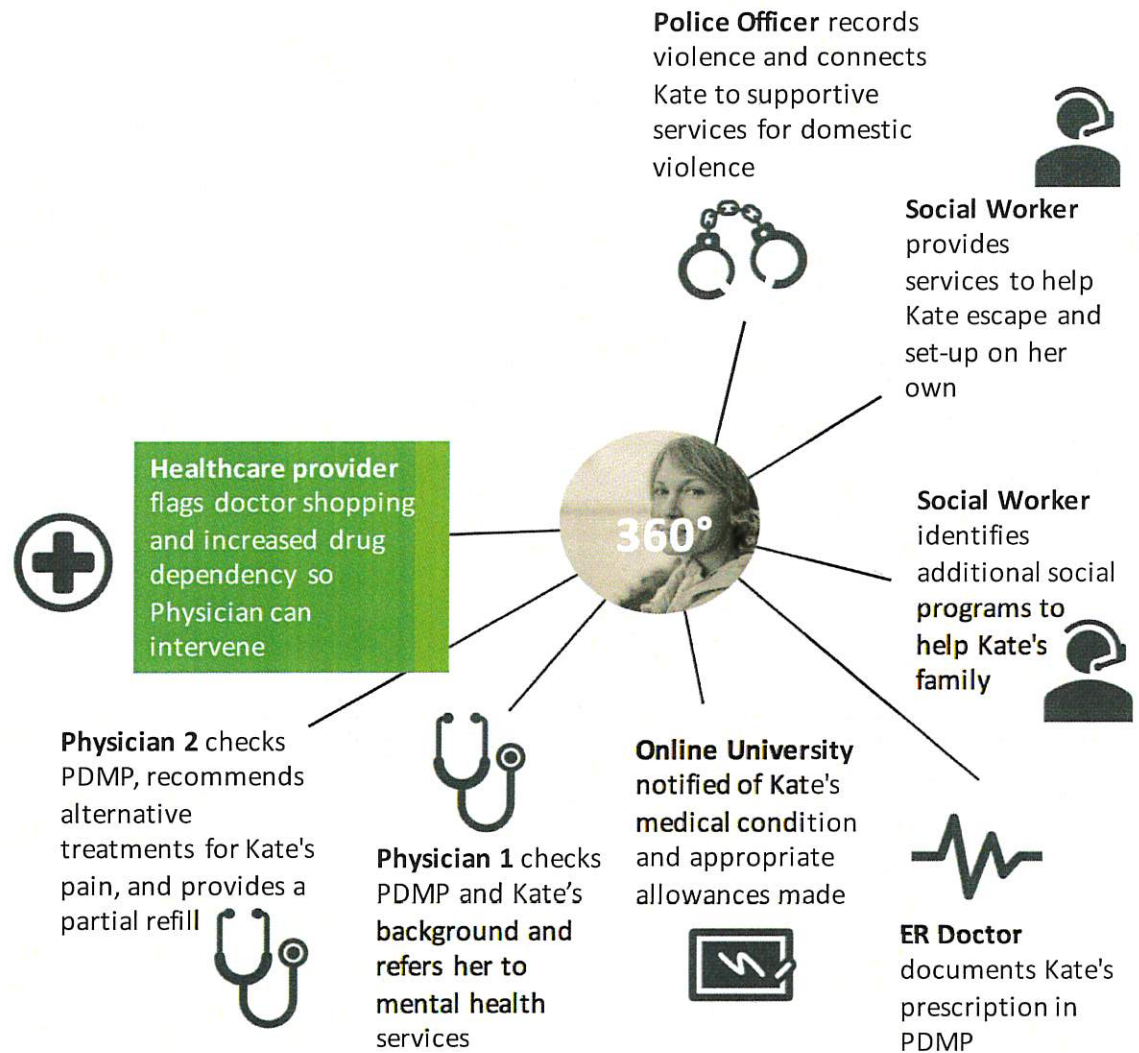 Police Officer records
violence and connects
Kate to supportive
services for domestic
violence
Social Worker
provides
services to help
Kate escape and
set-up on her
own
Healthcare provider
flags doctor shopping
and increased drug
dependency so
Physician can
intervene
360°
Social Worker
identifies
additional social
programs to
help Kate's
family
Physician 2 checks
PDMP, recommends
alternative
treatments for Kate's
pain, and provides a
partial refill
Physician 1 checks
PDMP and Kate's
background and
refers her to
mental health
services
Online University
notified of Kate's
medical condition
and appropriate
allowances made
ER Doctor
documents Kate's
prescription in
PDMP